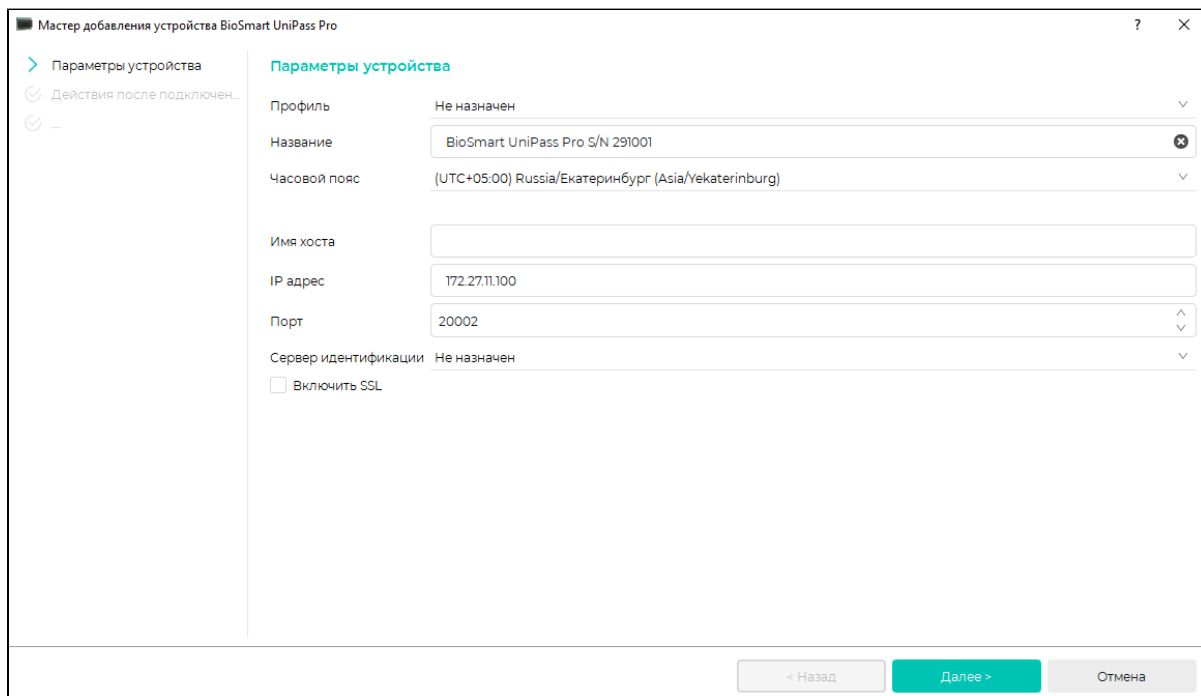 Мастер добавления устройства BioSmart UniPass Pro
Параметры устройства
Действия после подключен...
...
Параметры устройства
Профиль Не назначен
Название BioSmart UniPass Pro S/N 291001
Часовой пояс (UTC+05:00) Russia/Екатеринбург (Asia/Yekaterinburg)
Имя хоста
IP адрес 172.27.11.100
Порт 20002
Сервер идентификации Не назначен
Включить SSL
< Назад Далее > Отмена